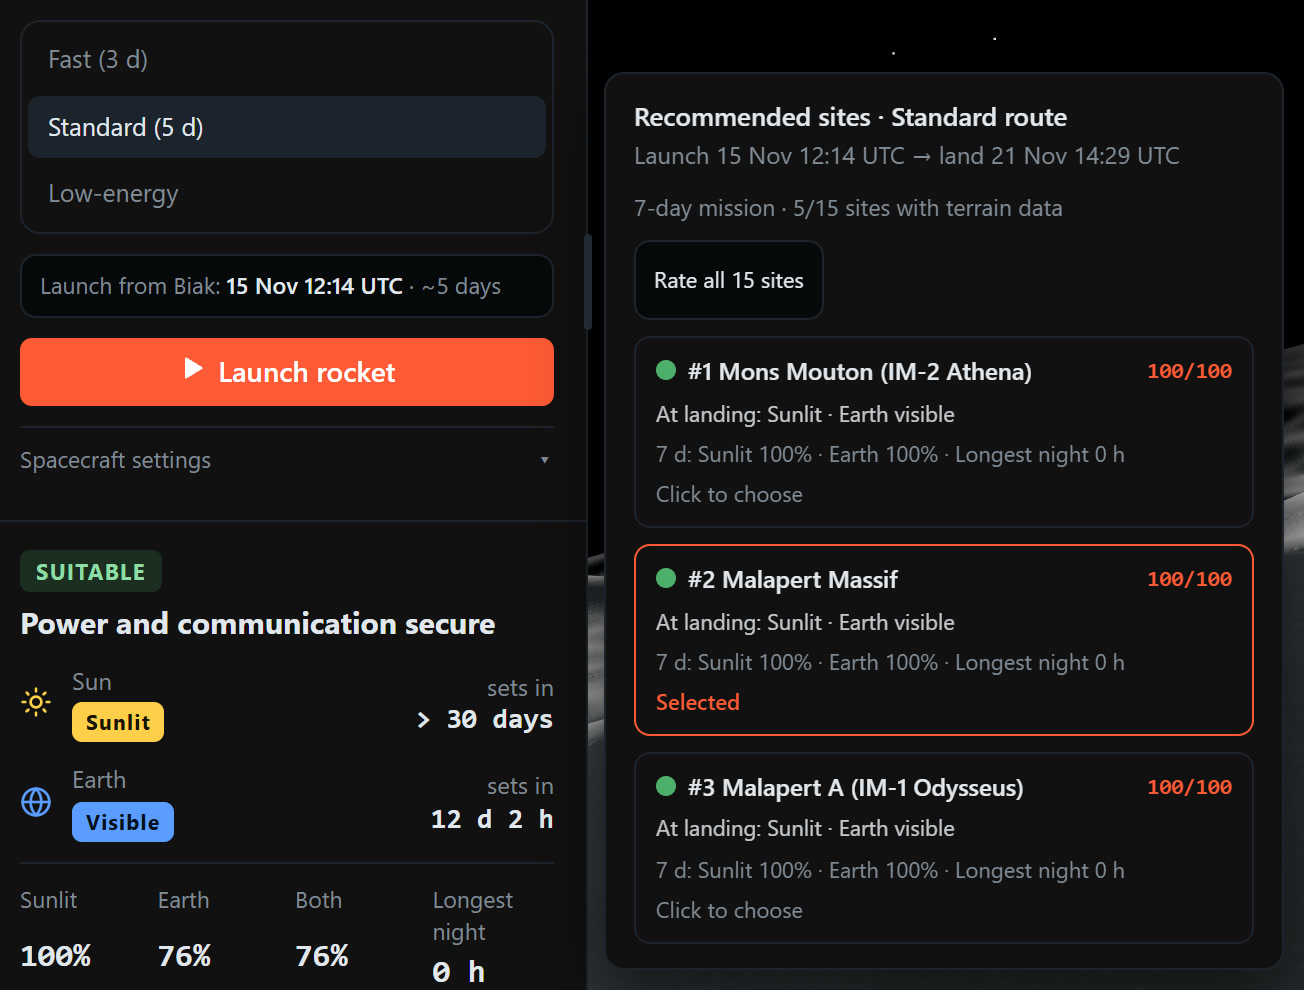 Fast (3 d)
Standard (5 d)
Low-energy
Launch from Biak: 15 Nov 12:14 UTC · ~5 days
Launch rocket
Spacecraft settings
SUITABLE
Power and communication secure
Sun
Sunlit
sets in
> 30 days
Earth
Visible
sets in
12 d 2 h
Sunlit
100%
Earth
76%
Both
76%
Longest
night
0 h
Recommended sites · Standard route
Launch 15 Nov 12:14 UTC → land 21 Nov 14:29 UTC
7-day mission · 5/15 sites with terrain data
Rate all 15 sites
#1 Mons Mouton (IM-2 Athena) 100/100
At landing: Sunlit · Earth visible
7 d: Sunlit 100% · Earth 100% · Longest night 0 h
Click to choose
#2 Malapert Massif 100/100
At landing: Sunlit · Earth visible
7 d: Sunlit 100% · Earth 100% · Longest night 0 h
Selected
#3 Malapert A (IM-1 Odysseus) 100/100
At landing: Sunlit · Earth visible
7 d: Sunlit 100% · Earth 100% · Longest night 0 h
Click to choose